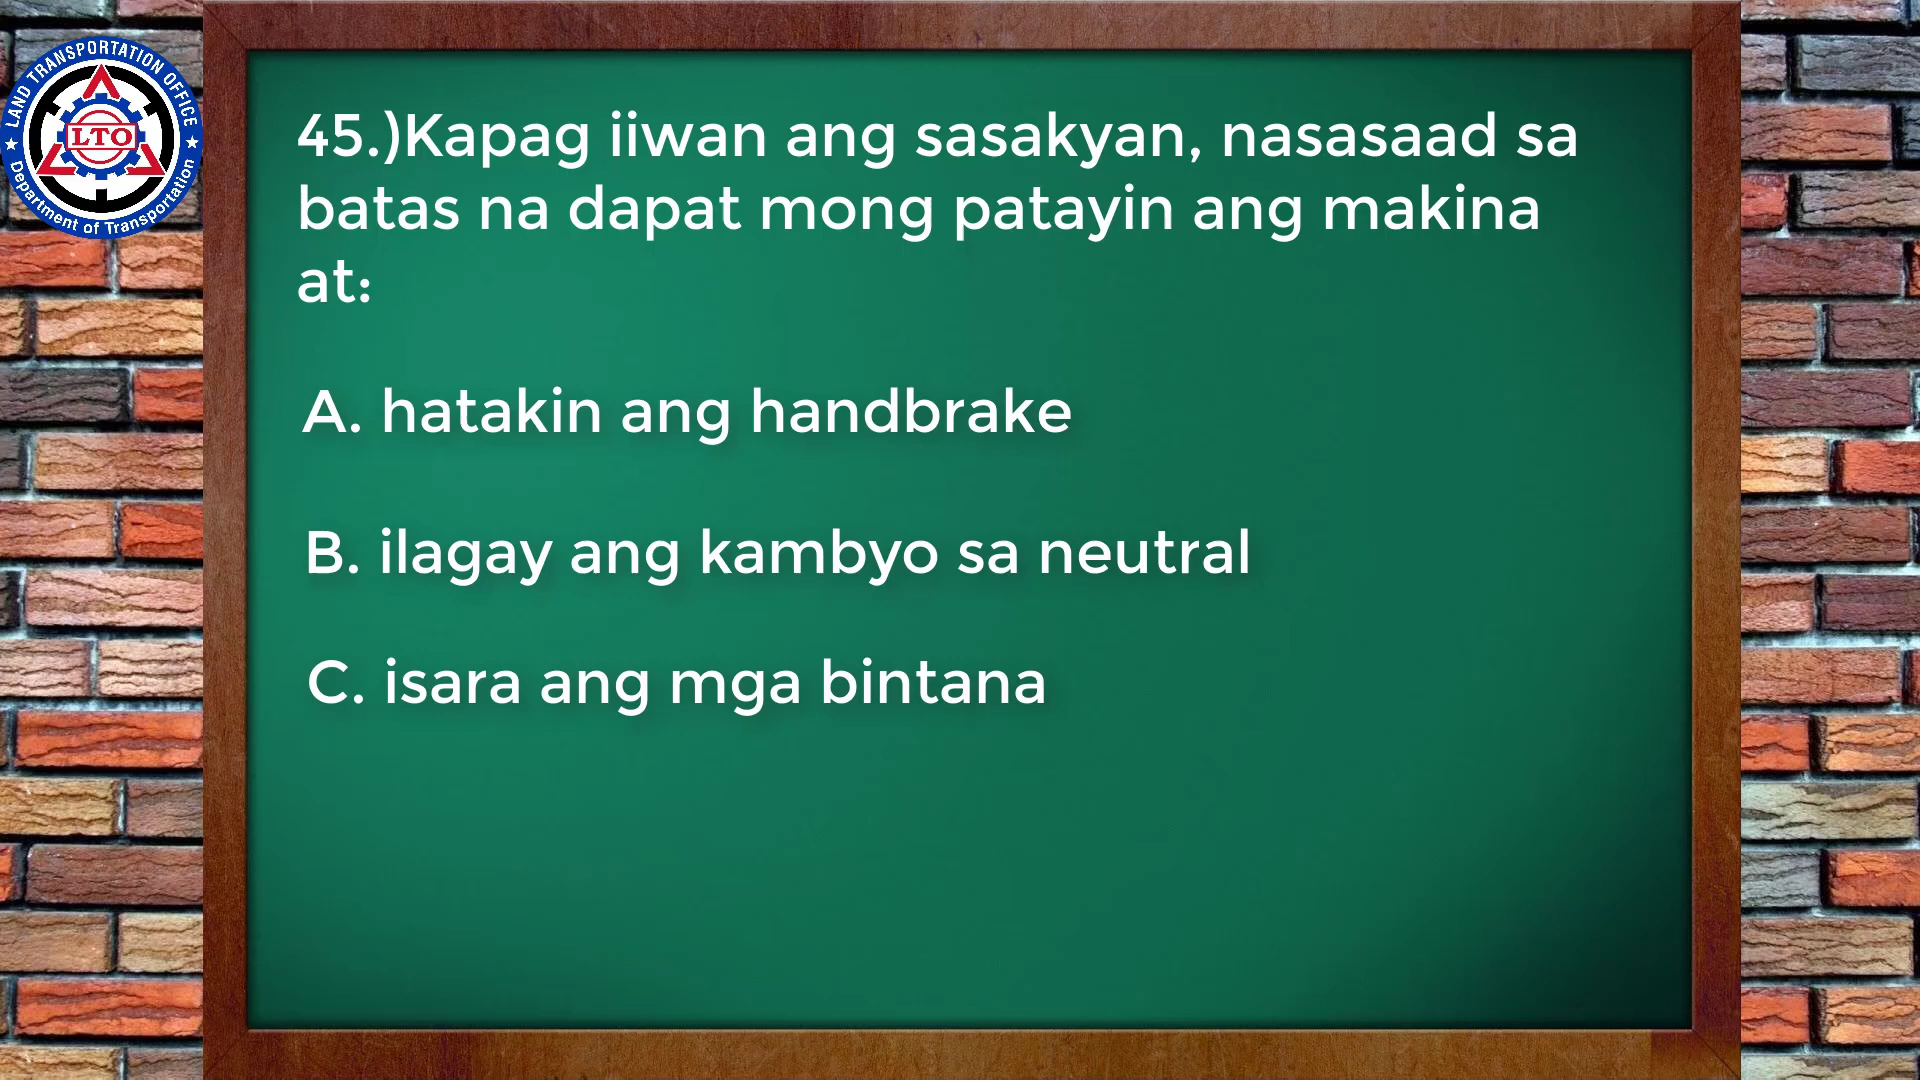 LAND TRANSPORTATION OFFICE
LTO
Department of Transportation
45.)Kapag iiwan ang sasakyan, nasasaad sa
batas na dapat mong patayin ang makina
at:
A. hatakin ang handbrake
B. ilagay ang kambyo sa neutral
C. isara ang mga bintana